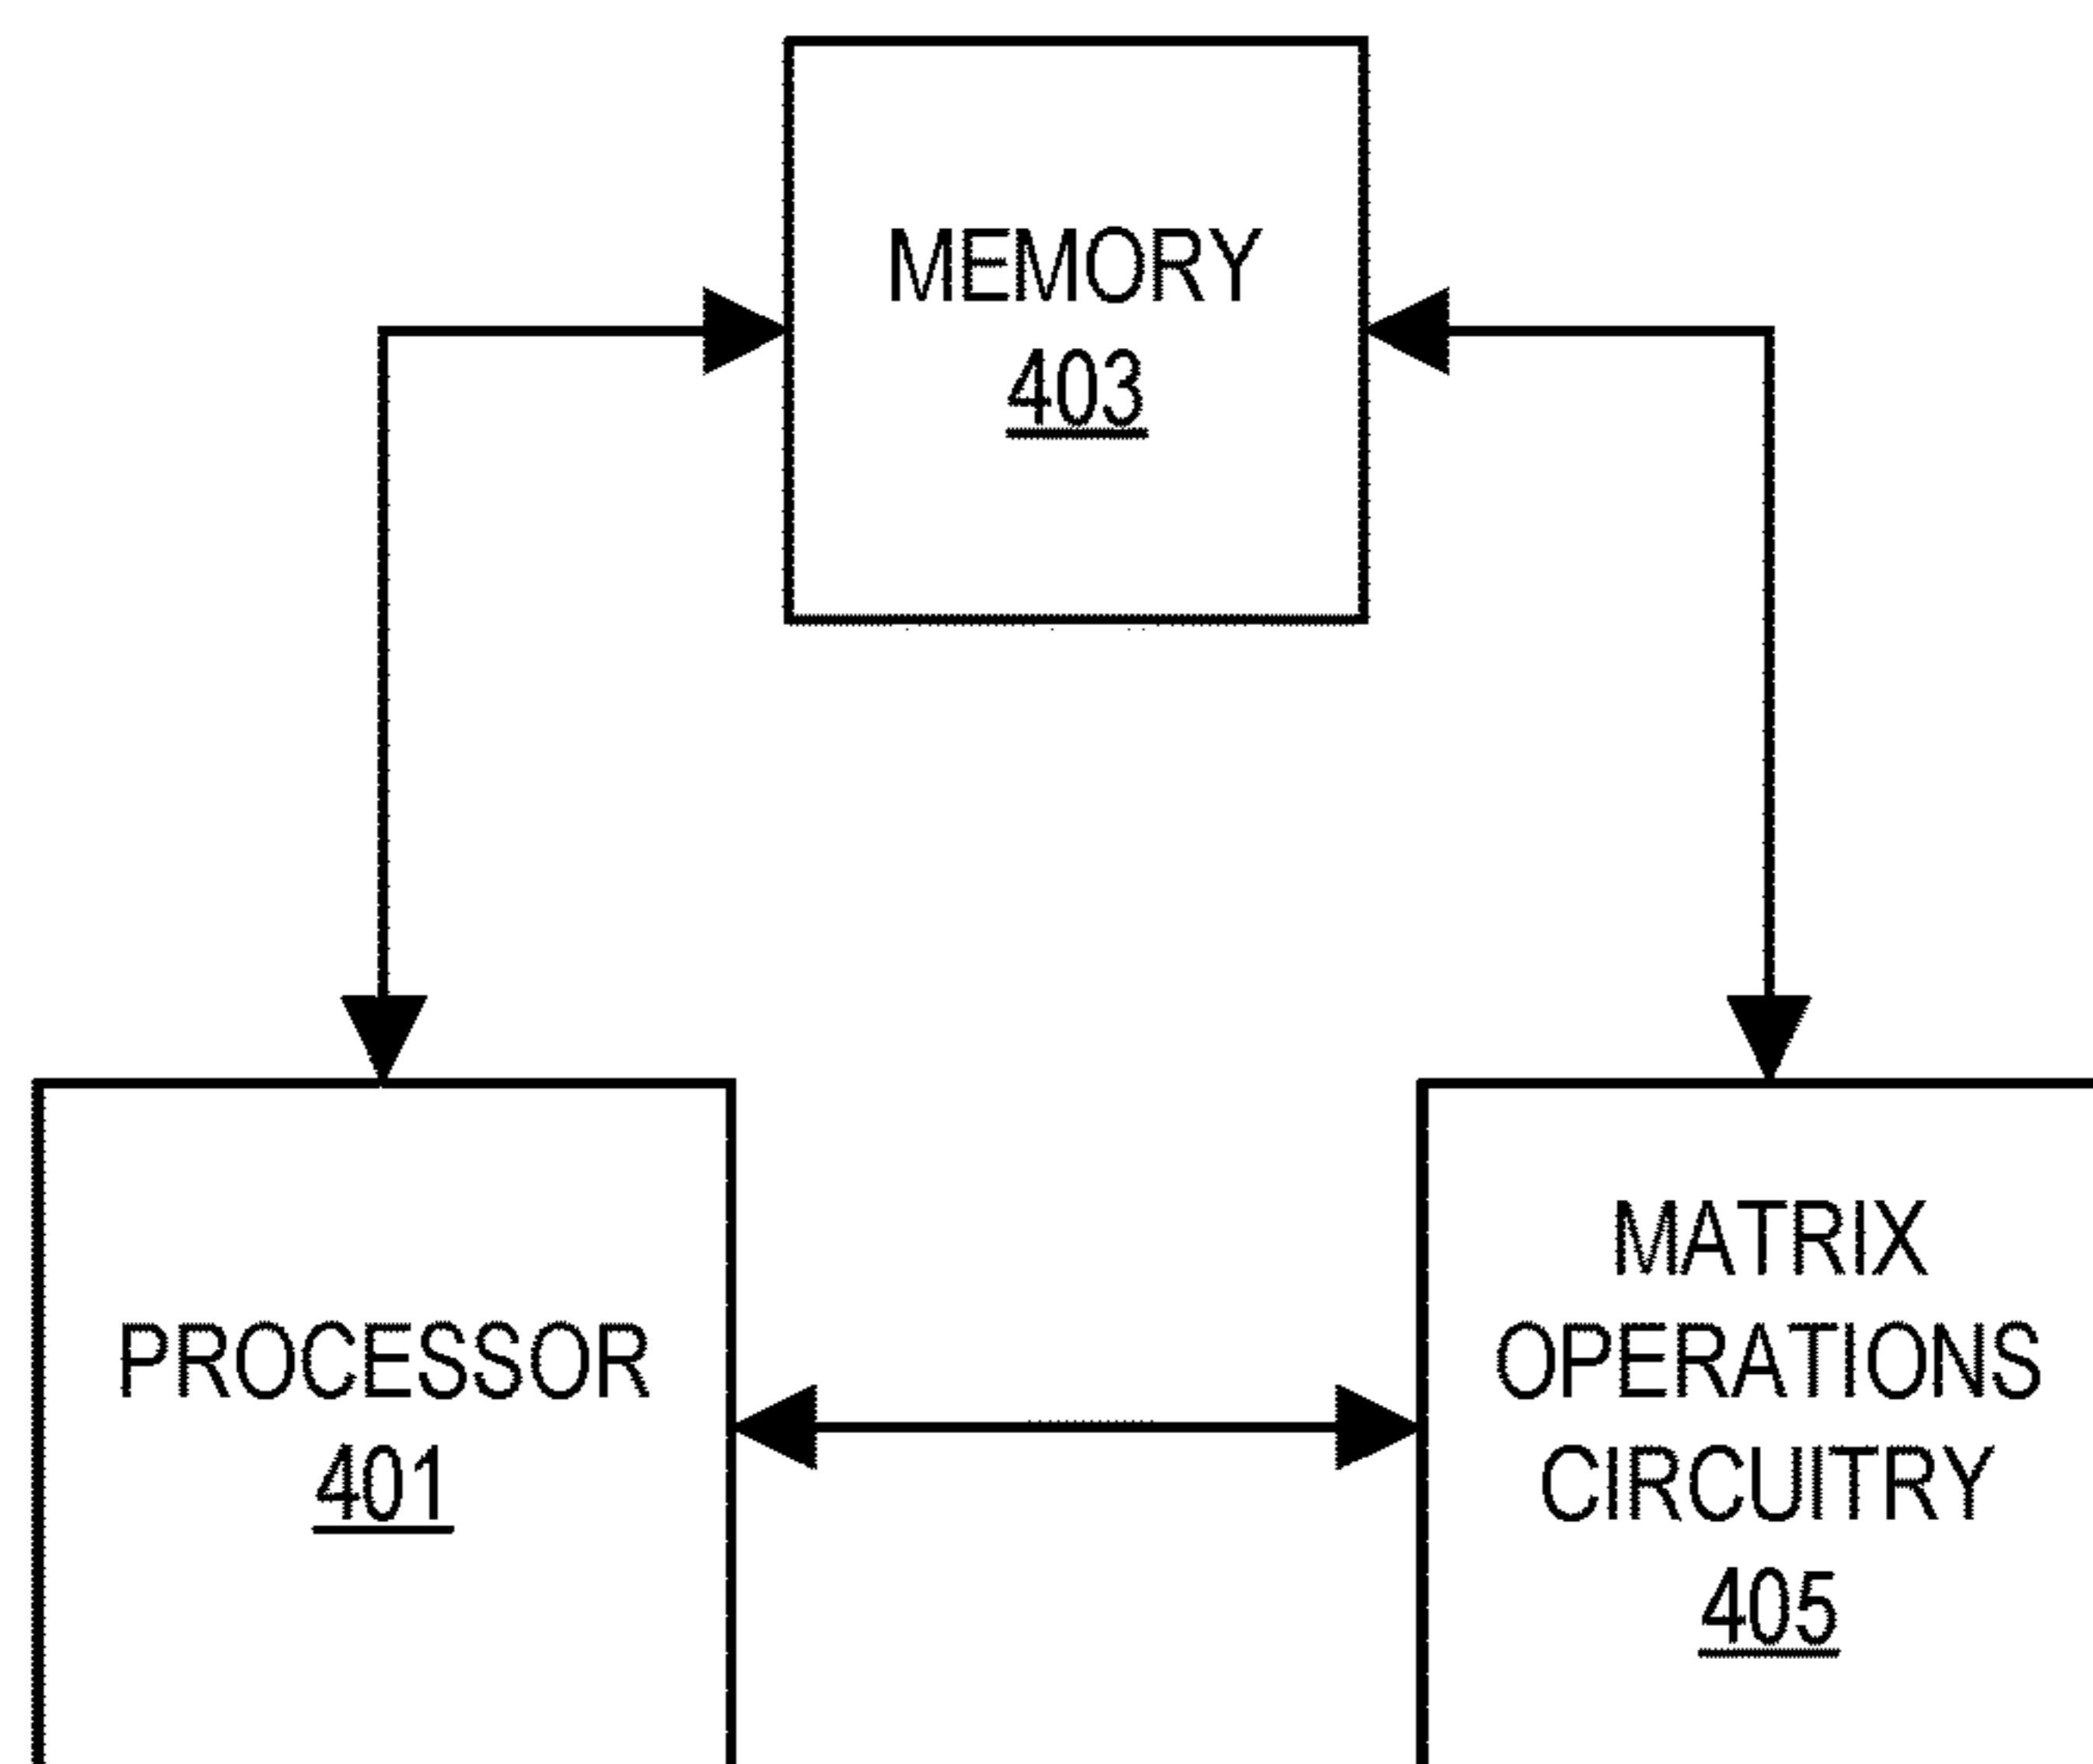 MEMORY
403
PROCESSOR
401
MATRIX
OPERATIONS
CIRCUITRY
405